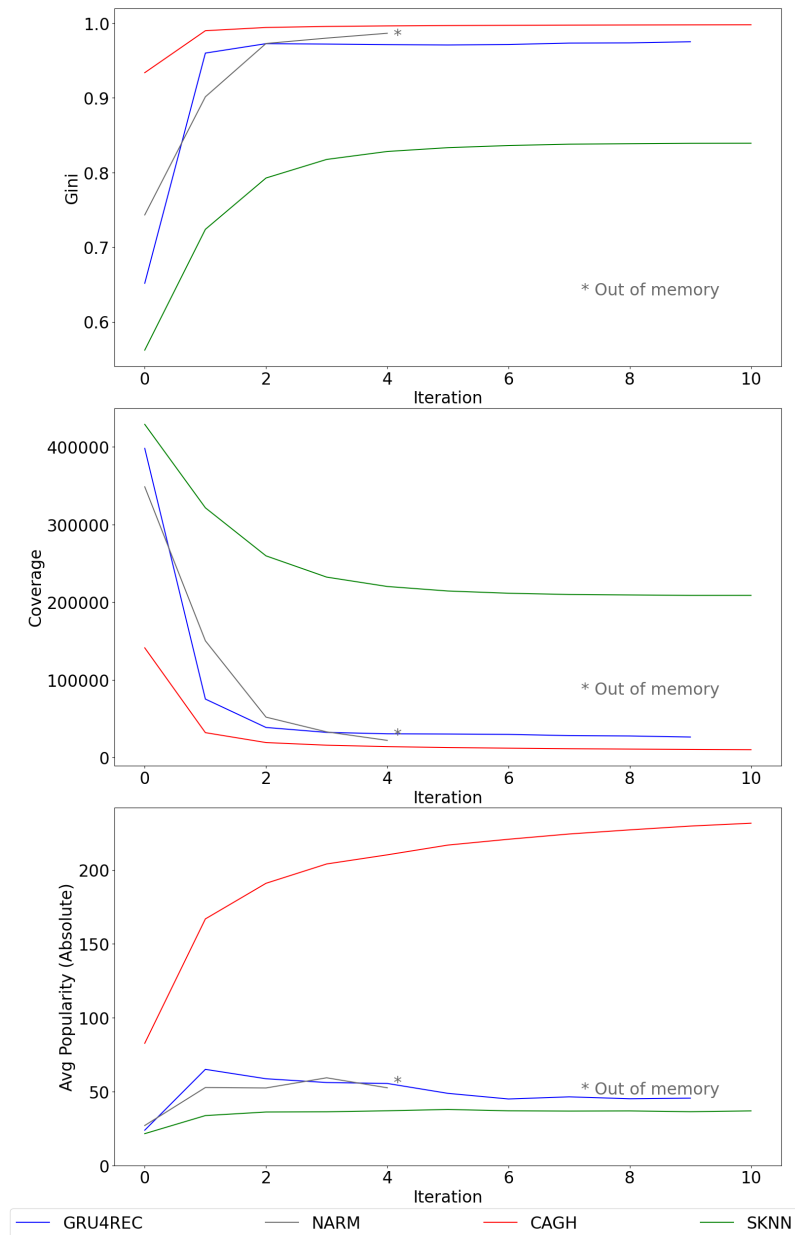 1.0
0.9
0.8
0.7
0.6
Gini
*
* Out of memory
0 2 4 6 8 10
Iteration
400000
300000
200000
100000
0
Coverage
*
* Out of memory
0 2 4 6 8 10
Iteration
200
150
100
50
0
Avg Popularity (Absolute)
*
* Out of memory
0 2 4 6 8 10
Iteration
GRU4REC NARM CAGH SKNN